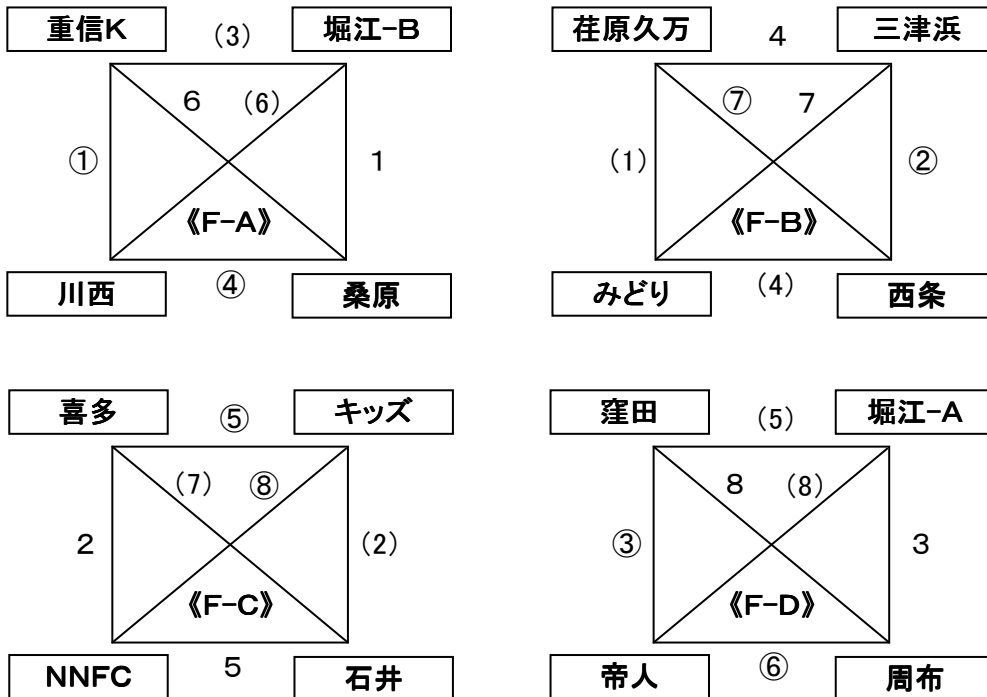 重信K (3) 堀江-B
6 (6)
① 1
《F-A》
川西 ④ 桑原
荏原久万 4 三津浜
⑦ 7
(1) ②
《F-B》
みどり (4) 西条
喜多 ⑤ キッズ
(7) ⑧
2 (2)
《F-C》
NNFC 5 石井
窪田 (5) 堀江-A
8 (8)
③ 3
《F-D》
帝人 ⑥ 周布